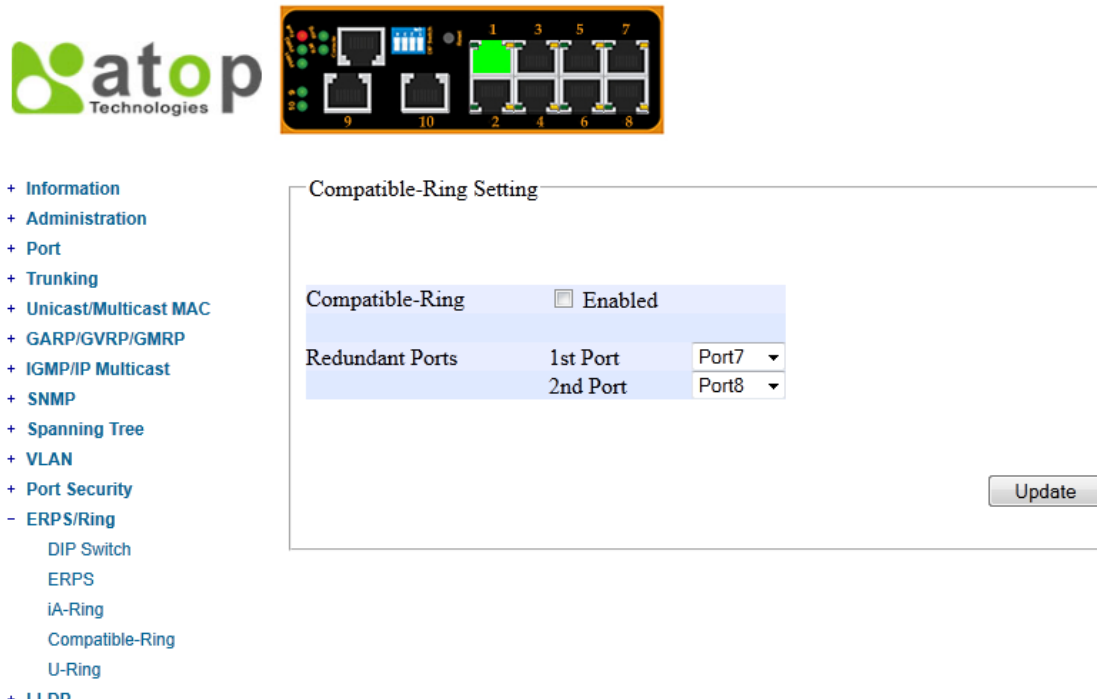 atop
Technologies
1 3 5 7
9 10 2 4 6 8
+ Information
+ Administration
+ Port
+ Trunking
+ Unicast/Multicast MAC
+ GARP/GVRP/GMRP
+ IGMP/IP Multicast
+ SNMP
+ Spanning Tree
+ VLAN
+ Port Security
− ERPS/Ring
DIP Switch
ERPS
iA-Ring
Compatible-Ring
U-Ring
+ LLDP
Compatible-Ring Setting
Compatible-Ring Enabled
Redundant Ports 1st Port Port7
2nd Port Port8
Update